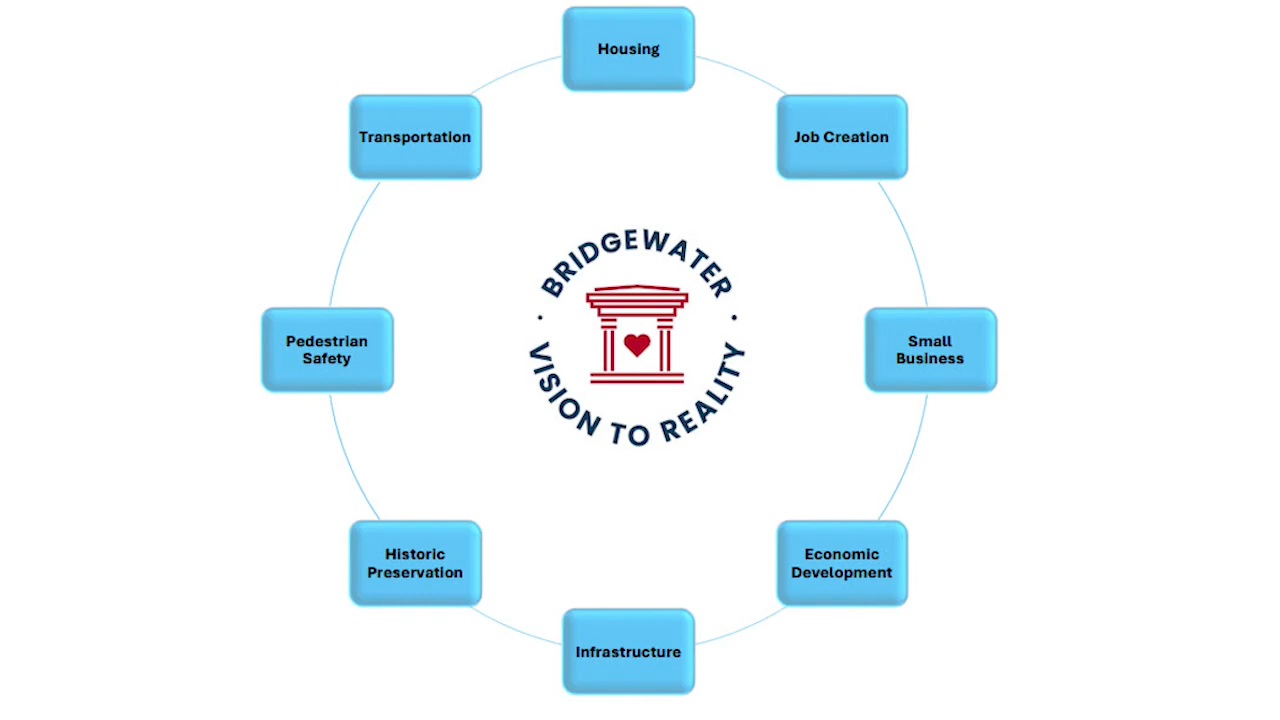 Housing
Transportation
Job Creation
BRIDGEWATER
VISION TO REALITY
Pedestrian
Safety
Small
Business
Historic
Preservation
Economic
Development
Infrastructure